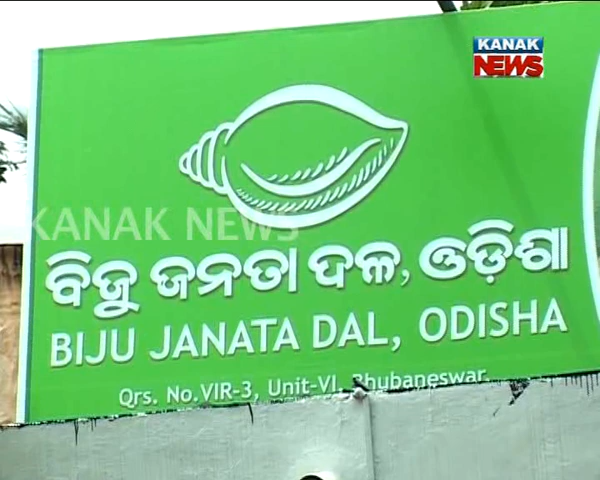 KANAK
NEWS
KANAK NEWS
ବିଜୁ ଜନତା ଦଳ, ଓଡ଼ିଶା
BIJU JANATA DAL, ODISHA
Qrs. No.VIR-3, Unit-VI, Bhubaneswar.